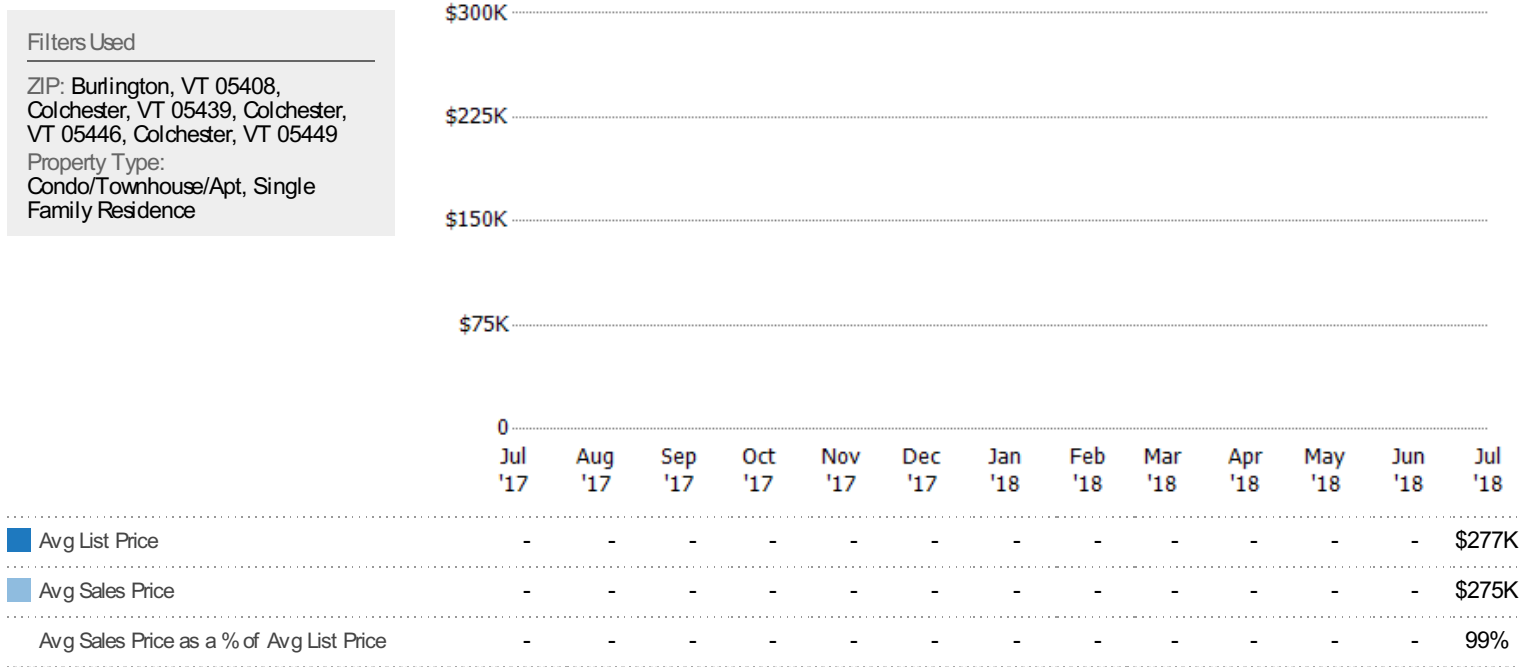 Filters Used
ZIP: Burlington, VT 05408,
Colchester, VT 05439, Colchester,
VT 05446, Colchester, VT 05449
Property Type:
Condo/Townhouse/Apt, Single
Family Residence
$300K
$225K
$150K
$75K
0
Jul Aug Sep Oct Nov Dec Jan Feb Mar Apr May Jun Jul
'17 '17 '17 '17 '17 '17 '18 '18 '18 '18 '18 '18 '18
Avg List Price - - - - - - - - - - - - $277K
Avg Sales Price - - - - - - - - - - - - $275K
Avg Sales Price as a % of Avg List Price - - - - - - - - - - - - 99%